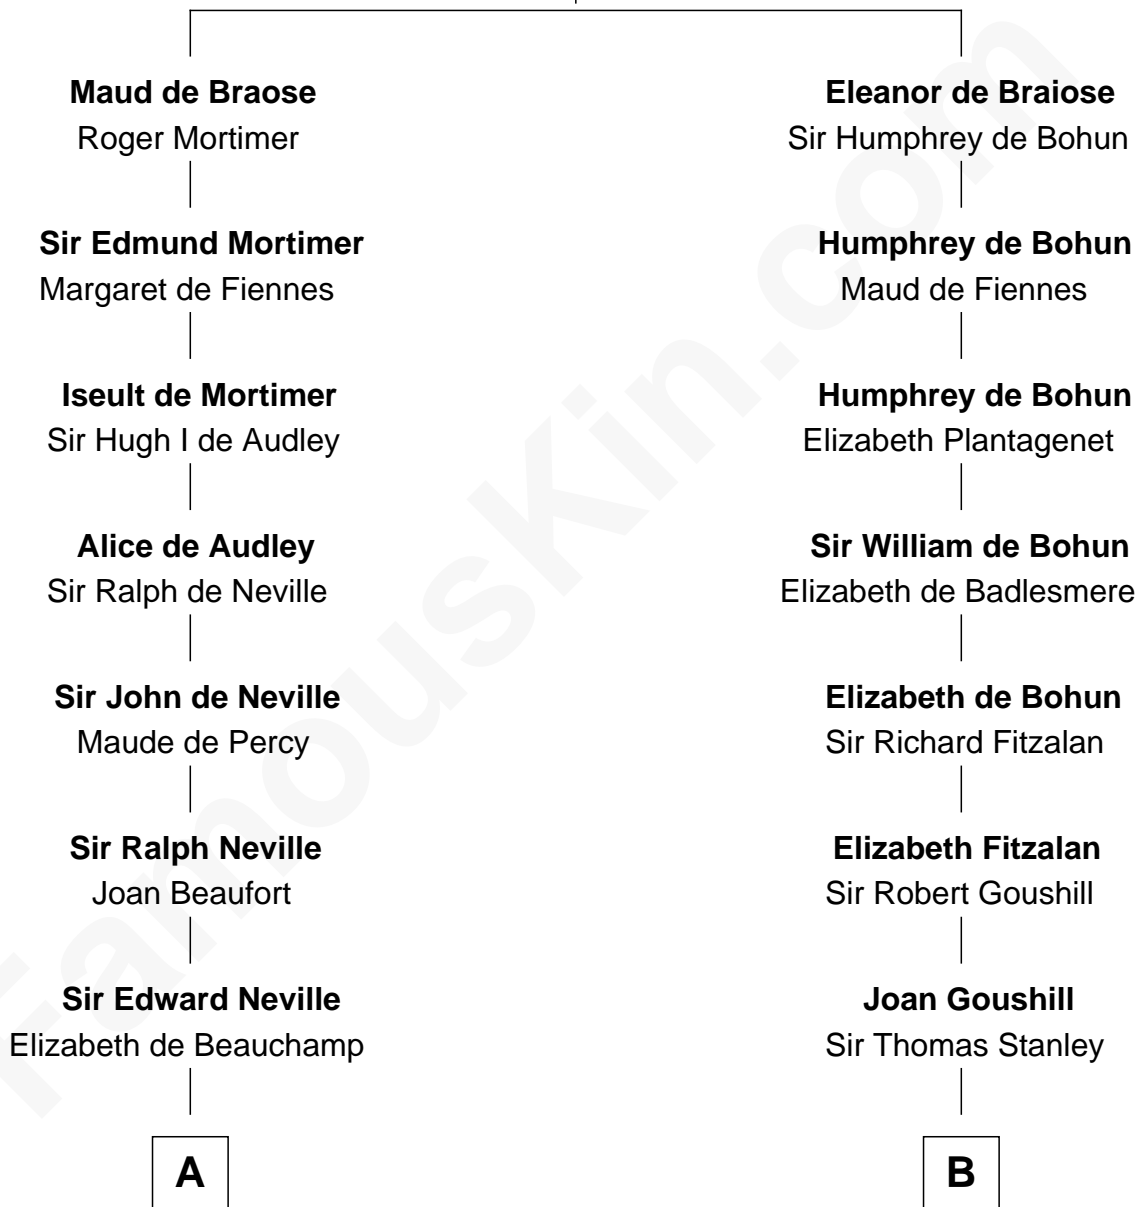 Maud de Braose
Roger Mortimer
Sir Edmund Mortimer
Margaret de Fiennes
Iseult de Mortimer
Sir Hugh I de Audley
Alice de Audley
Sir Ralph de Neville
Sir John de Neville
Maude de Percy
Sir Ralph Neville
Joan Beaufort
Sir Edward Neville
Elizabeth de Beauchamp
A
Eleanor de Braiose
Sir Humphrey de Bohun
Humphrey de Bohun
Maud de Fiennes
Humphrey de Bohun
Elizabeth Plantagenet
Sir William de Bohun
Elizabeth de Badlesmere
Elizabeth de Bohun
Sir Richard Fitzalan
Elizabeth Fitzalan
Sir Robert Goushill
Joan Goushill
Sir Thomas Stanley
B
FamousKin.com